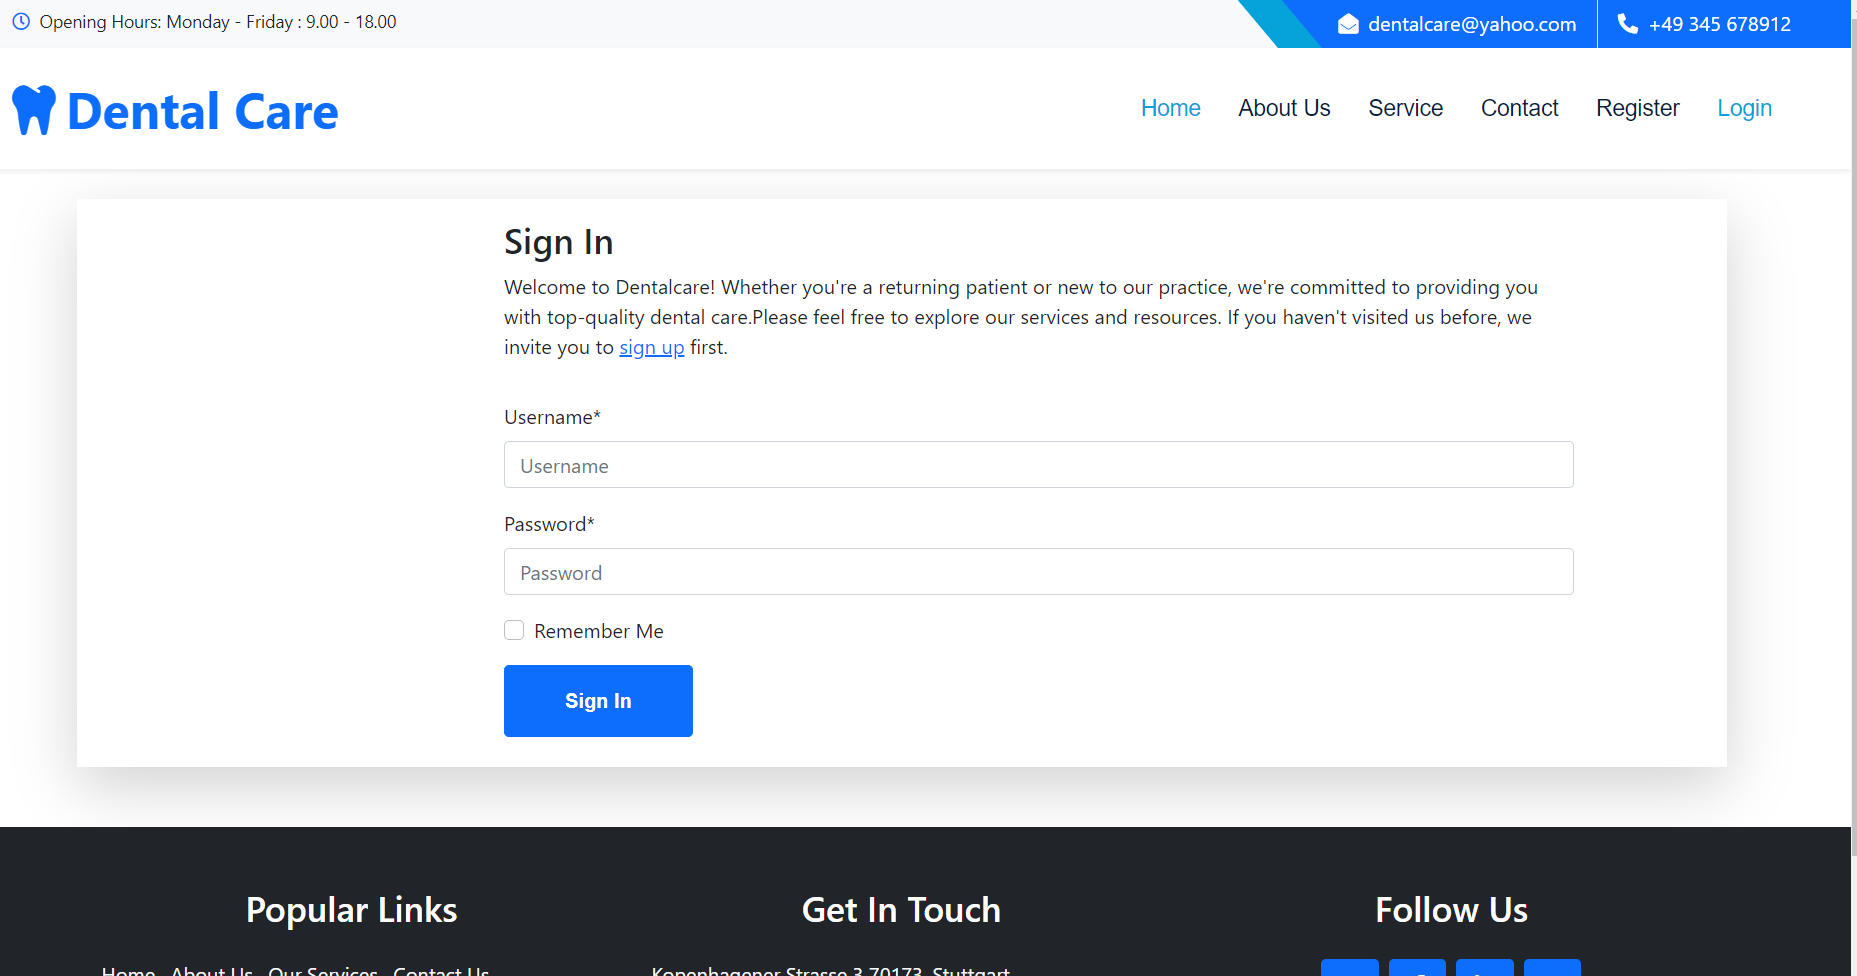 Opening Hours: Monday - Friday : 9.00 - 18.00
dentalcare@yahoo.com
+49 345 678912
Dental Care
Home About Us Service Contact Register Login
Sign In
Welcome to Dentalcare! Whether you're a returning patient or new to our practice, we're committed to providing you
with top-quality dental care.Please feel free to explore our services and resources. If you haven't visited us before, we
invite you to sign up first.
Username*
Username
Password*
Password
Remember Me
Sign In
Popular Links
Home About Us Our Services Contact Us
Get In Touch
Kopenhagener Strasse 3,70173, Stuttgart
Follow Us